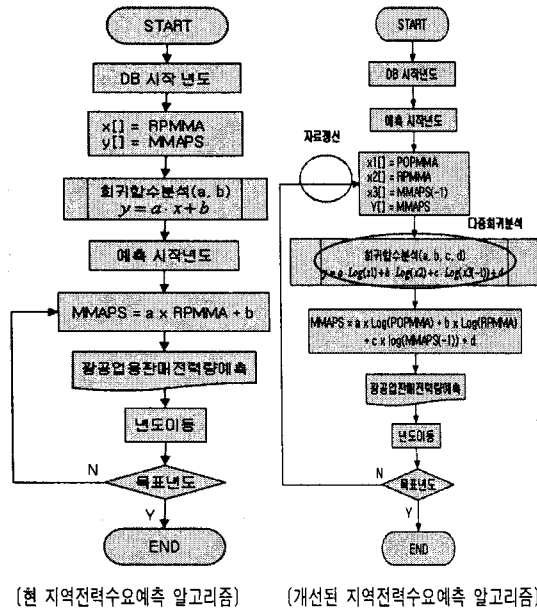 START
DB 시작 년도
x[] = RPMMA
y[] = MMAPS
회귀함수분석(a, b)
y = a · x + b
예측 시작년도
MMAPS = a x RPMMA + b
광공업용판매전력량예측
년도이동
목표년도
N
Y
END
(현 지역전력수요예측 알고리즘)
START
DB 시작년도
예측 시작년도
자료갱신
x1[] = POPMMA
x2[] = RPMMA
x3[] = MMAPS(-1)
Y[] = MMAPS
다중회귀분석
회귀함수분석(a, b, c, d)
y = a · Log(x1) + b · Log(x2) + c · Log(x3(-1)) + d
MMAPS = a x Log(POPMMA) + b x Log(RPMMA)
+ c x log(MMAPS(-1)) + d
광공업판매전력량예측
년도이동
목표년도
N
Y
END
(개선된 지역전력수요예측 알고리즘)